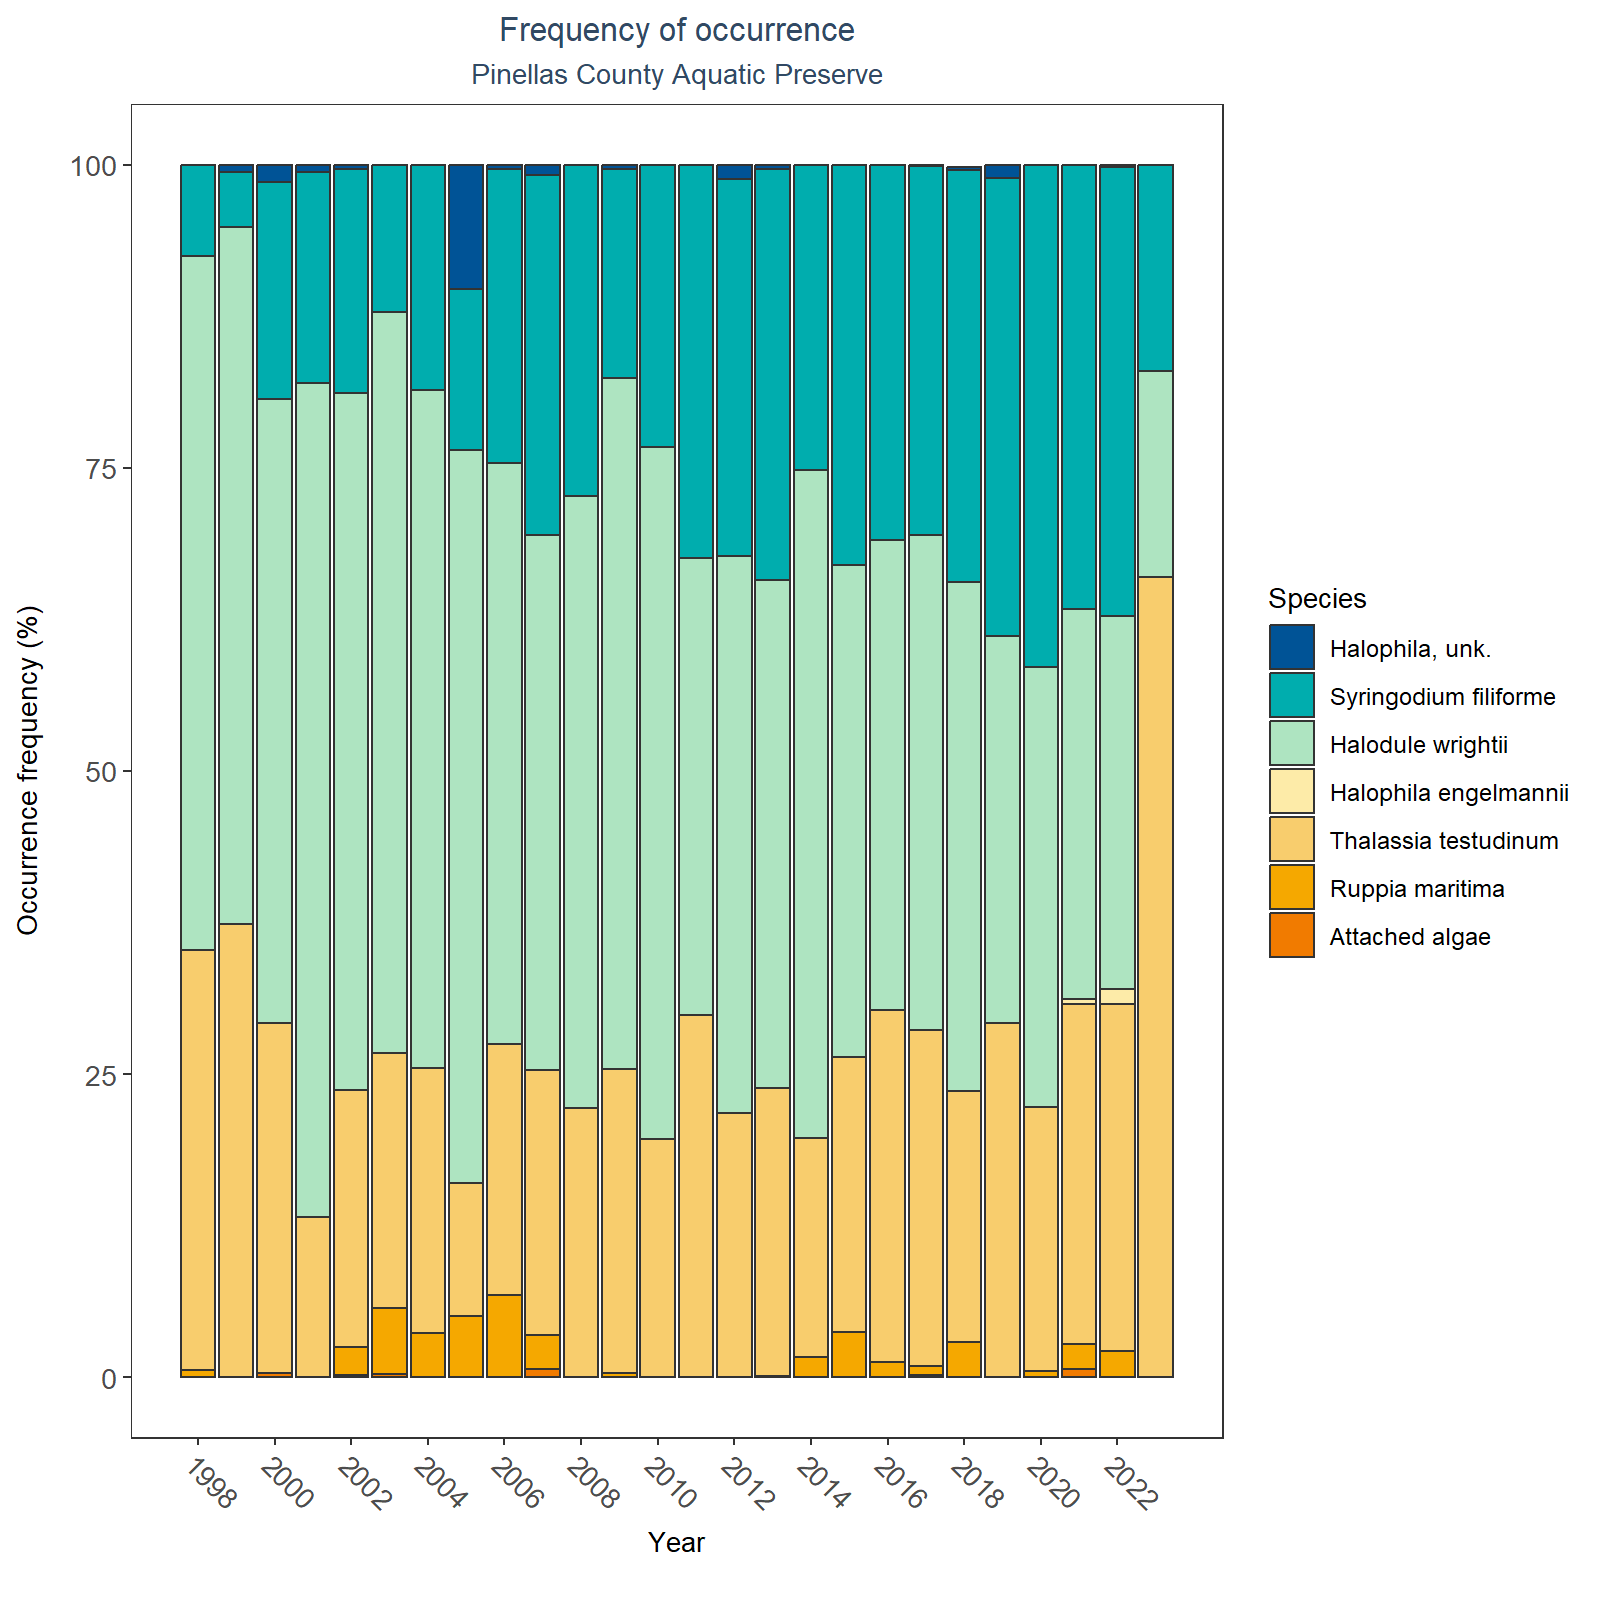 Frequency of occurrence
Pinellas County Aquatic Preserve
Occurrence frequency (%)
100
75
50
25
0
1998
2000
2002
2004
2006
2008
2010
2012
2014
2016
2018
2020
2022
Year
Species
Halophila, unk.
Syringodium filiforme
Halodule wrightii
Halophila engelmannii
Thalassia testudinum
Ruppia maritima
Attached algae